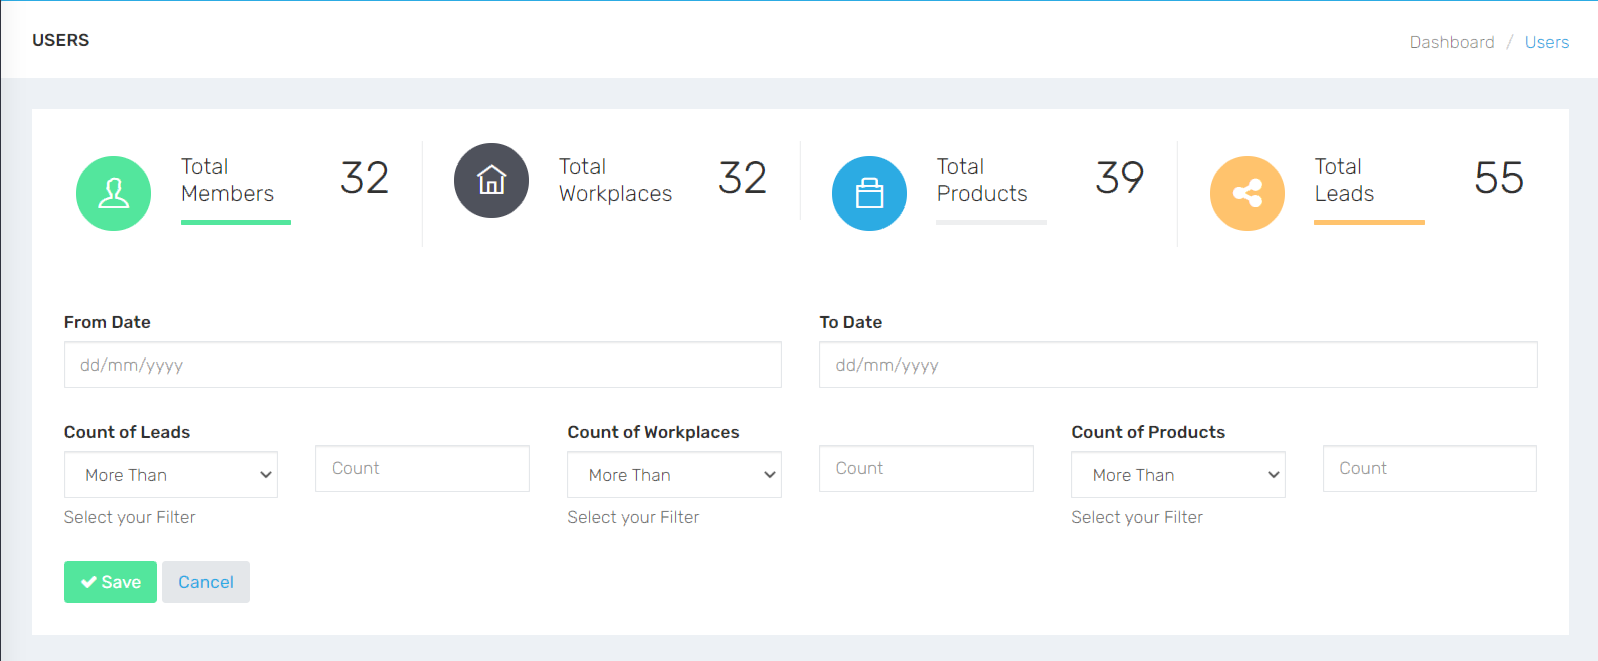 USERS
Dashboard / Users
Total Members 32
Total Workplaces 32
Total Products 39
Total Leads 55
From Date
To Date
dd/mm/yyyy
dd/mm/yyyy
Count of Leads
Count of Workplaces
Count of Products
More Than
Count
More Than
Count
More Than
Count
Select your Filter
Select your Filter
Select your Filter
Save
Cancel